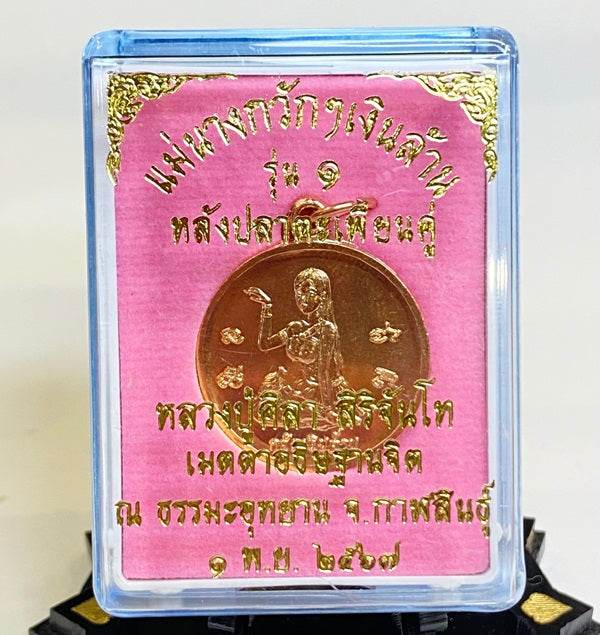 แม่นางกวักๆเงินล้าน
รุ่น ๑
หลังปลาตะเพียนคู่
หลวงปู่ศิลา สิริจันโท
เมตตาอธิษฐานจิต
ณ ธรรมะอุทยาน จ.กาฬสินธุ์
๑ พ.ย. ๒๕๖๗